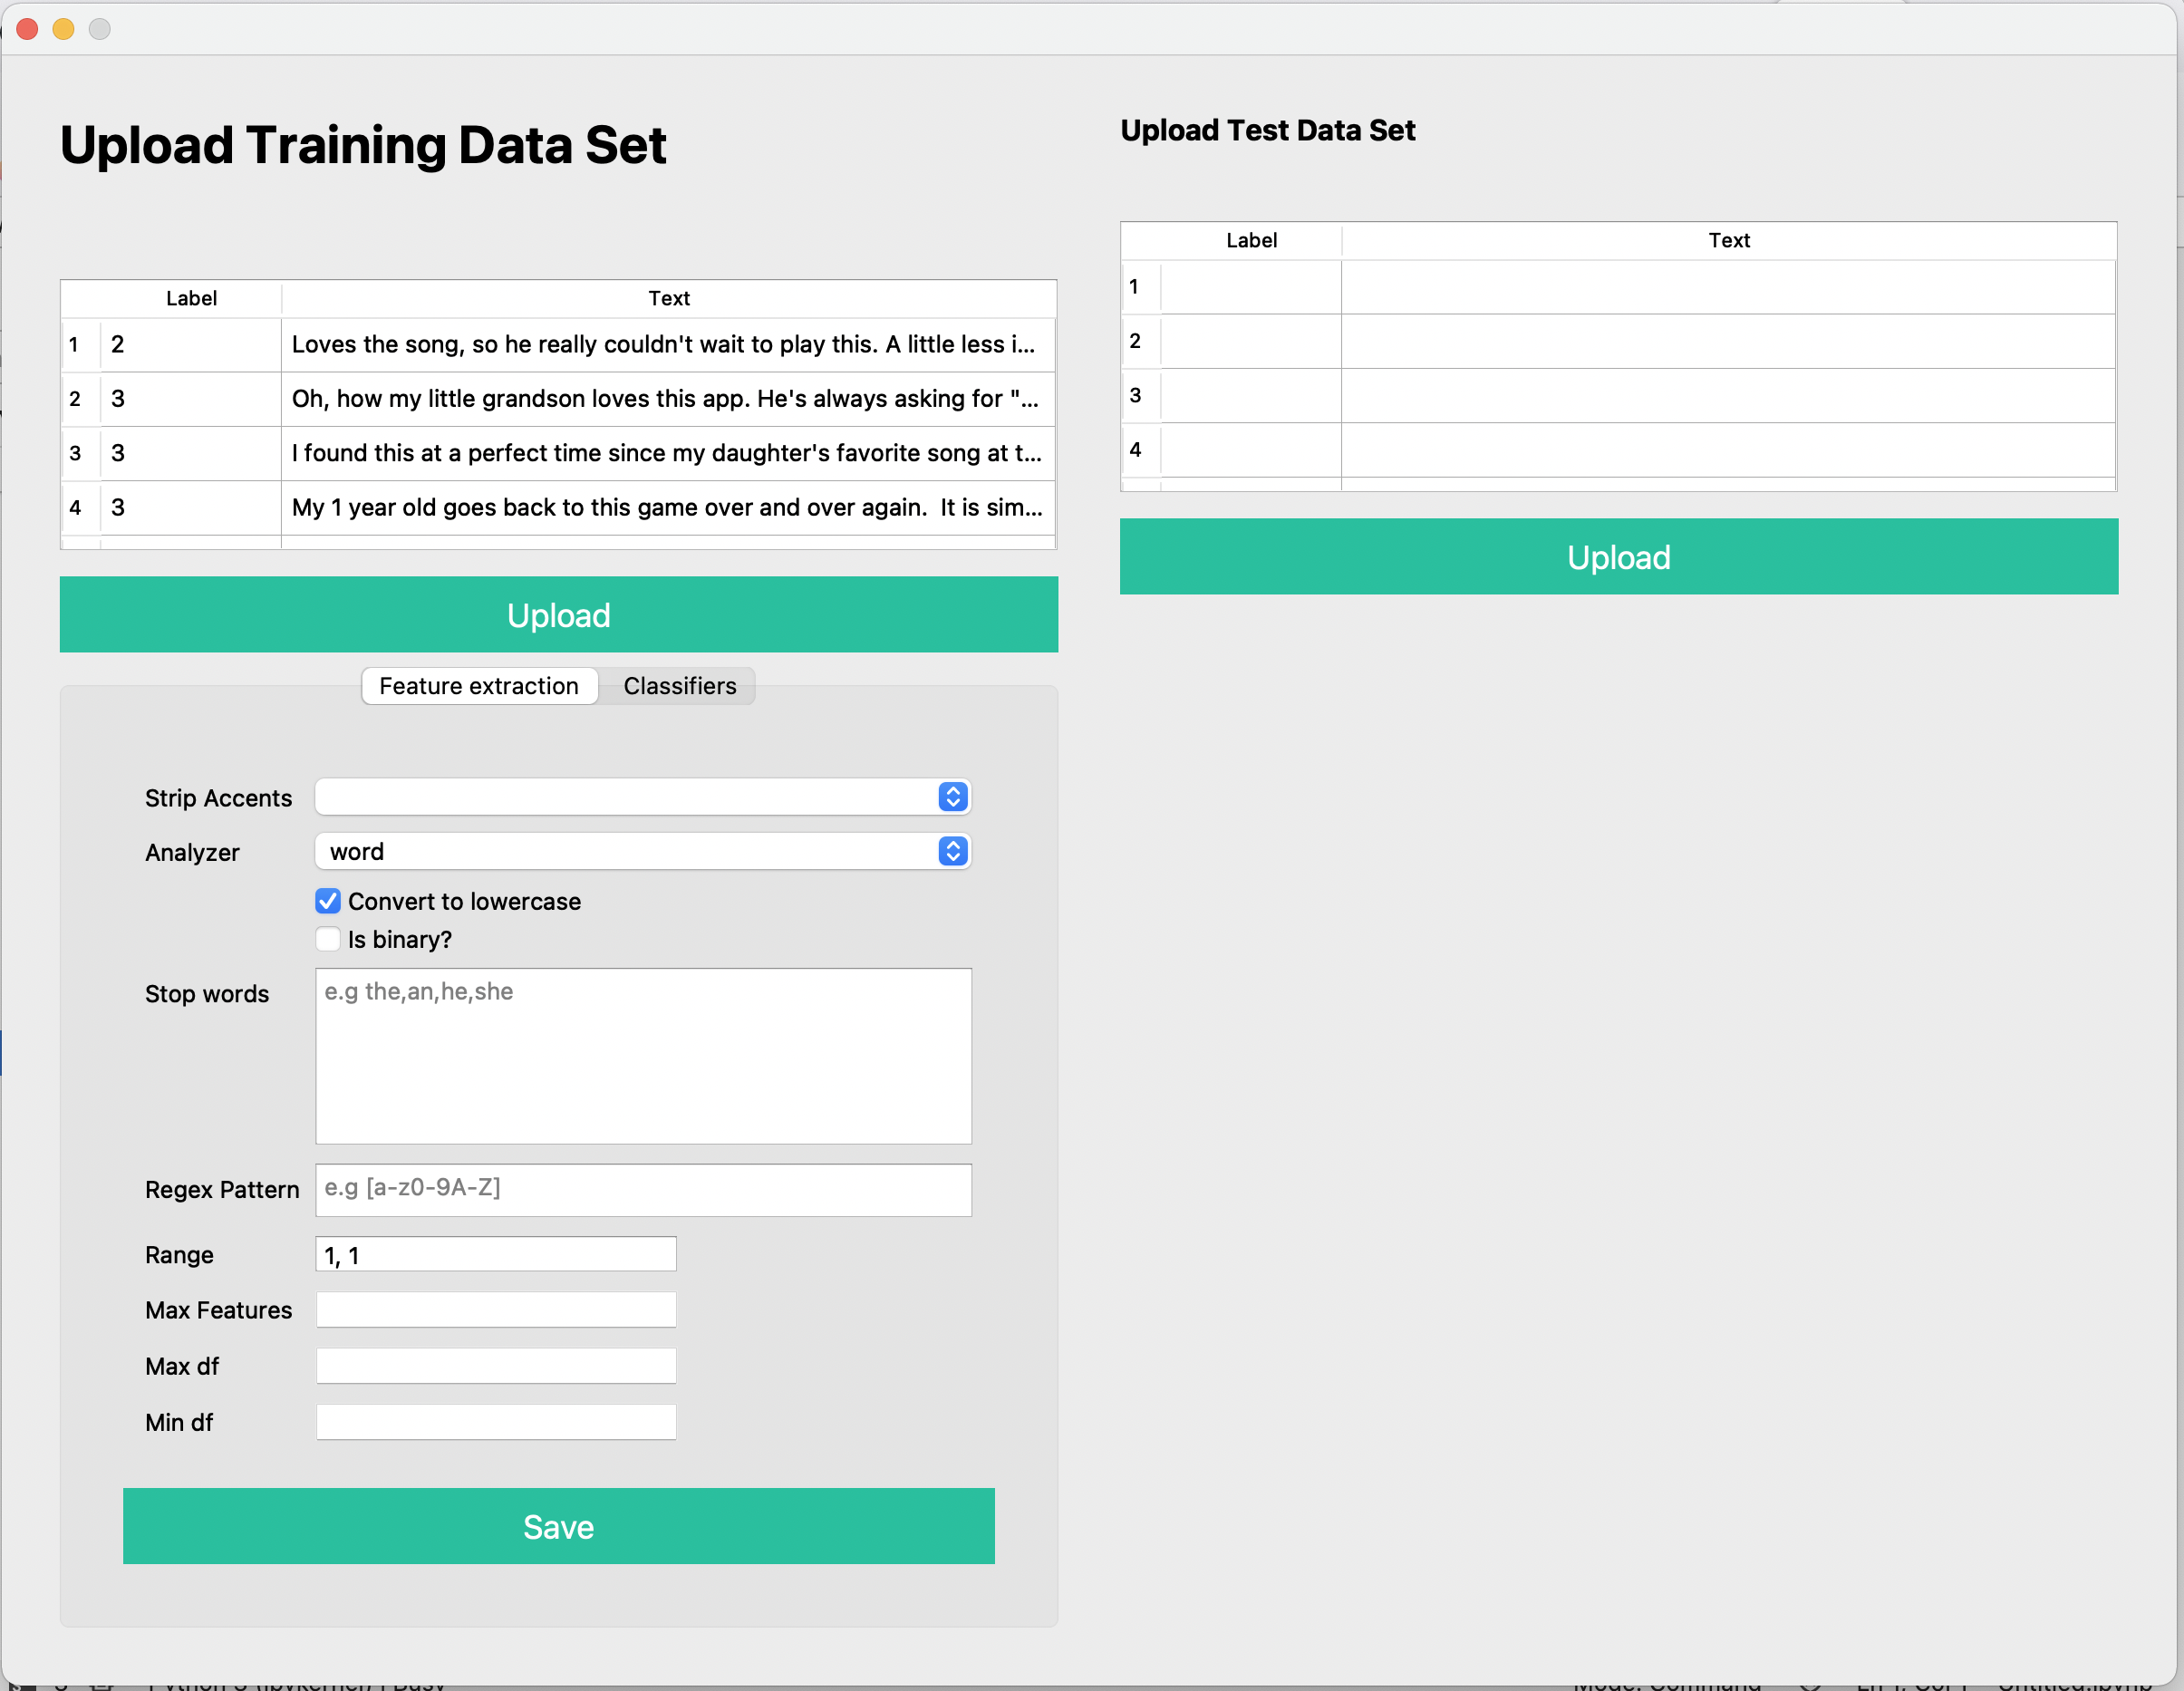 Upload Training Data Set
Label Text
1 2 Loves the song, so he really couldn't wait to play this. A little less i...
2 3 Oh, how my little grandson loves this app. He's always asking for "...
3 3 I found this at a perfect time since my daughter's favorite song at t...
4 3 My 1 year old goes back to this game over and over again.  It is sim...
Upload
Feature extraction Classifiers
Strip Accents
Analyzer word
Convert to lowercase
Is binary?
Stop words e.g the,an,he,she
Regex Pattern e.g [a-z0-9A-Z]
Range 1, 1
Max Features
Max df
Min df
Save
Upload Test Data Set
Label Text
1
2
3
4
Upload